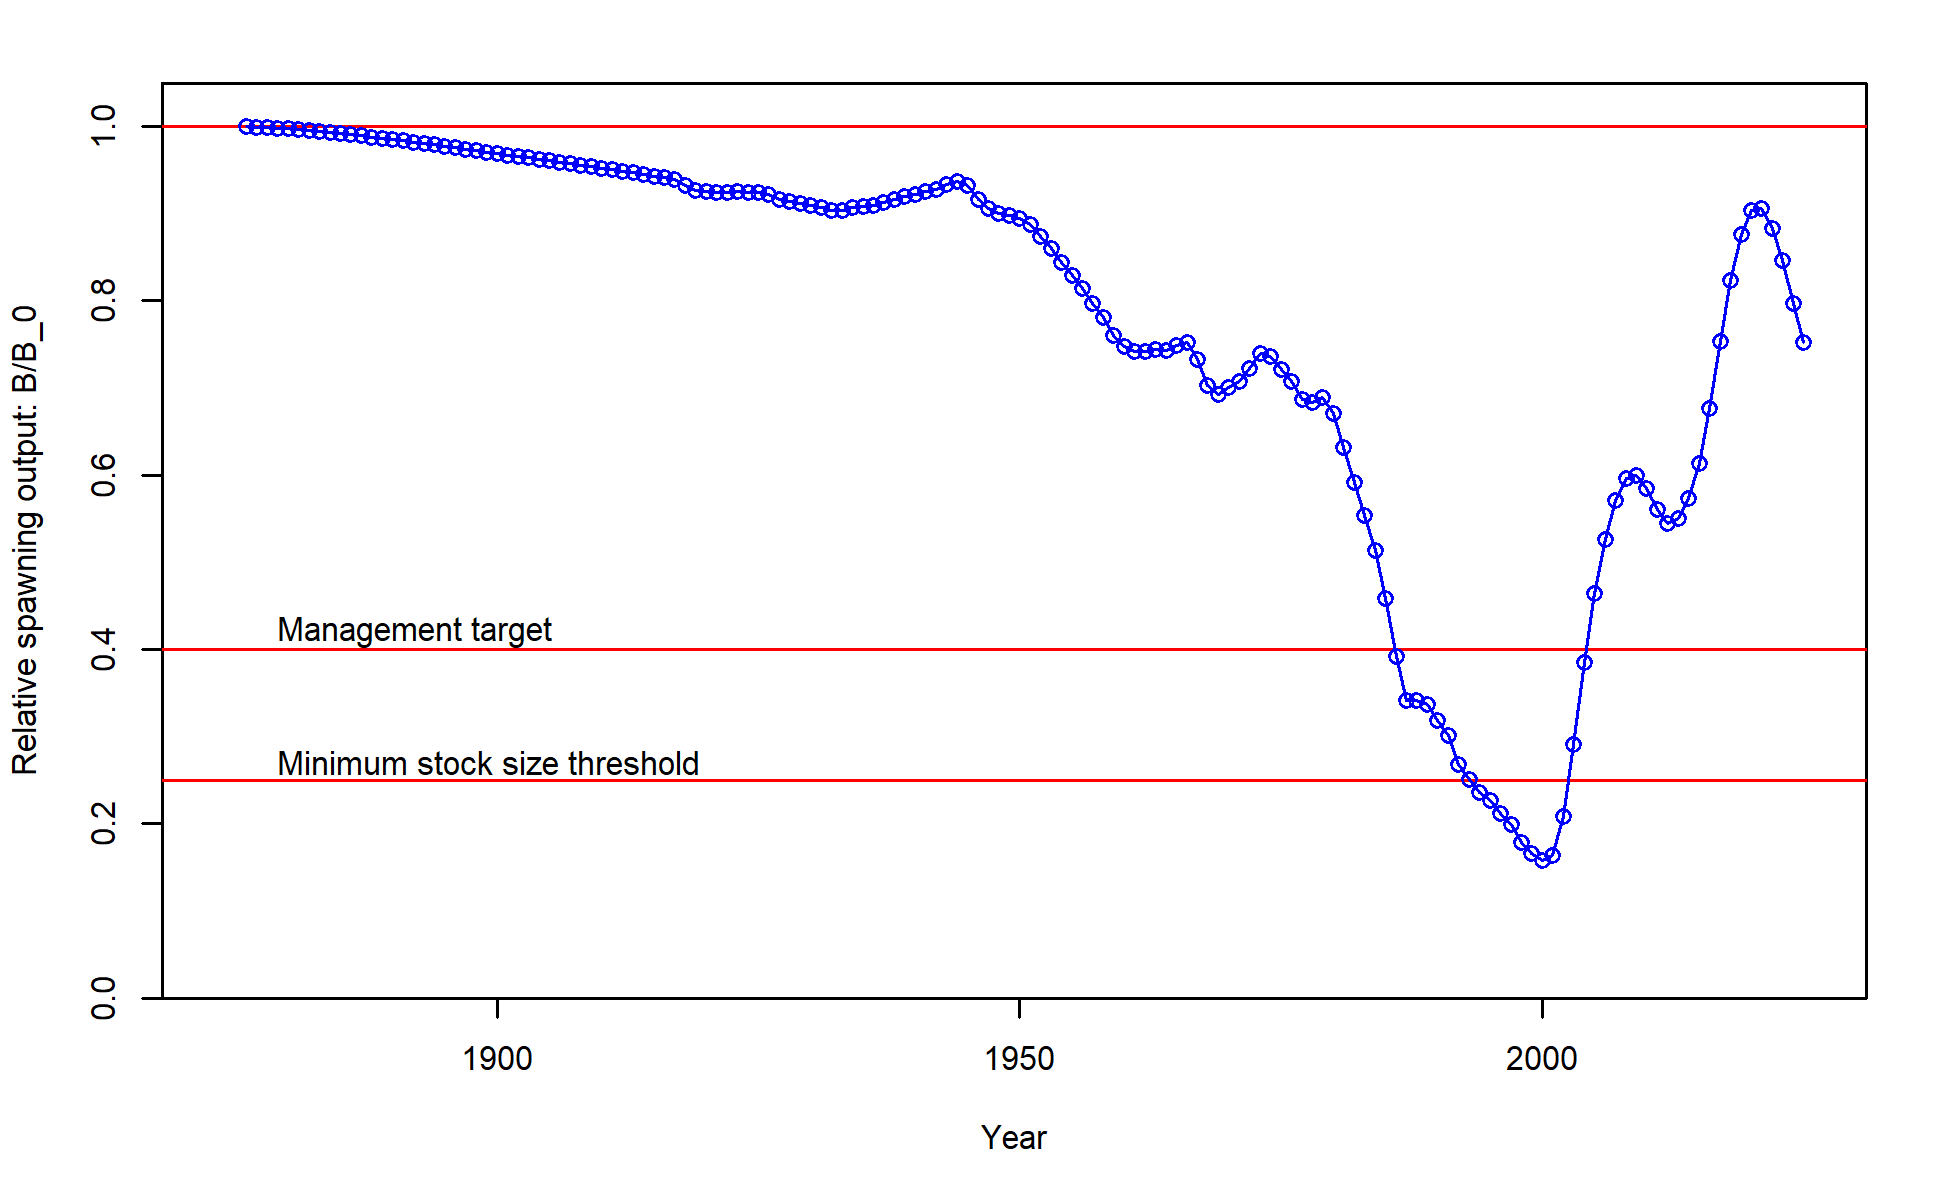 Relative spawning output: B/B_0
1.0
0.8
0.6
0.4
0.2
0.0
Management target
Minimum stock size threshold
1900 1950 2000
Year